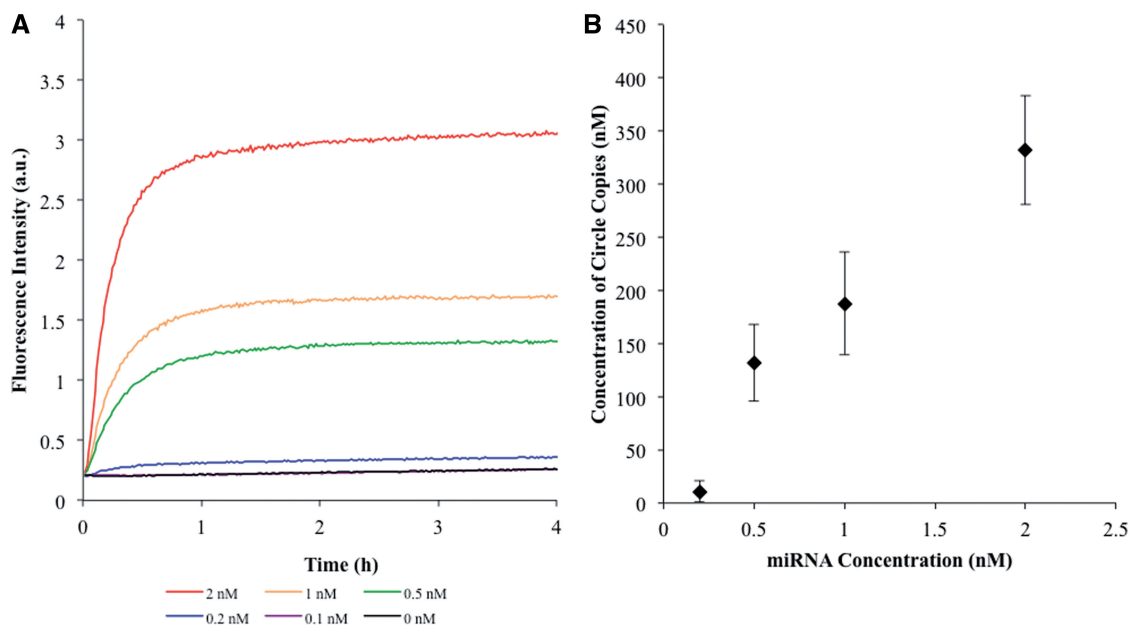 A
Fluorescence Intensity (a.u.)
4
3.5
3
2.5
2
1.5
1
0.5
0
0 1 2 3 4
Time (h)
2 nM 1 nM 0.5 nM
0.2 nM 0.1 nM 0 nM
B
Concentration of Circle Copies (nM)
450
400
350
300
250
200
150
100
50
0
0 0.5 1 1.5 2 2.5
miRNA Concentration (nM)